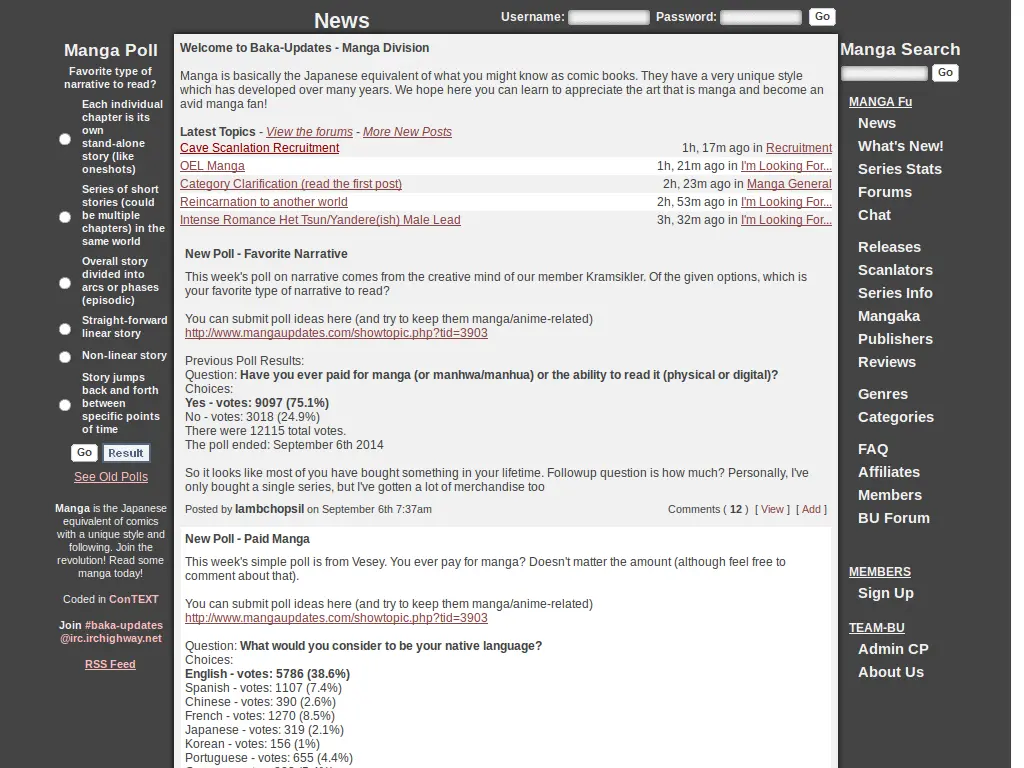 News
Username:
Password:
Go
Manga Poll
Favorite type of
narrative to read?
Each individual
chapter is its
own
stand-alone
story (like
oneshots)
Series of short
stories (could
be multiple
chapters) in the
same world
Overall story
divided into
arcs or phases
(episodic)
Straight-forward
linear story
Non-linear story
Story jumps
back and forth
between
specific points
of time
Go Result
See Old Polls
Manga is the Japanese
equivalent of comics
with a unique style and
following. Join the
revolution! Read some
manga today!
Coded in ConTEXT
Join #baka-updates
@irc.irchighway.net
RSS Feed
Welcome to Baka-Updates - Manga Division
Manga is basically the Japanese equivalent of what you might know as comic books. They have a very unique style
which has developed over many years. We hope here you can learn to appreciate the art that is manga and become an
avid manga fan!
Latest Topics - View the forums - More New Posts
Cave Scanlation Recruitment 1h, 17m ago in Recruitment
OEL Manga 1h, 21m ago in I'm Looking For...
Category Clarification (read the first post) 2h, 23m ago in Manga General
Reincarnation to another world 2h, 53m ago in I'm Looking For...
Intense Romance Het Tsun/Yandere(ish) Male Lead 3h, 32m ago in I'm Looking For...
New Poll - Favorite Narrative
This week's poll on narrative comes from the creative mind of our member Kramsikler. Of the given options, which is
your favorite type of narrative to read?
You can submit poll ideas here (and try to keep them manga/anime-related)
http://www.mangaupdates.com/showtopic.php?tid=3903
Previous Poll Results:
Question: Have you ever paid for manga (or manhwa/manhua) or the ability to read it (physical or digital)?
Choices:
Yes - votes: 9097 (75.1%)
No - votes: 3018 (24.9%)
There were 12115 total votes.
The poll ended: September 6th 2014
So it looks like most of you have bought something in your lifetime. Followup question is how much? Personally, I've
only bought a single series, but I've gotten a lot of merchandise too
Posted by lambchopsil on September 6th 7:37am Comments ( 12 ) [ View ] [ Add ]
New Poll - Paid Manga
This week's simple poll is from Vesey. You ever pay for manga? Doesn't matter the amount (although feel free to
comment about that).
You can submit poll ideas here (and try to keep them manga/anime-related)
http://www.mangaupdates.com/showtopic.php?tid=3903
Question: What would you consider to be your native language?
Choices:
English - votes: 5786 (38.6%)
Spanish - votes: 1107 (7.4%)
Chinese - votes: 390 (2.6%)
French - votes: 1270 (8.5%)
Japanese - votes: 319 (2.1%)
Korean - votes: 156 (1%)
Portuguese - votes: 655 (4.4%)
Manga Search
Go
MANGA Fu
News
What's New!
Series Stats
Forums
Chat
Releases
Scanlators
Series Info
Mangaka
Publishers
Reviews
Genres
Categories
FAQ
Affiliates
Members
BU Forum
MEMBERS
Sign Up
TEAM-BU
Admin CP
About Us